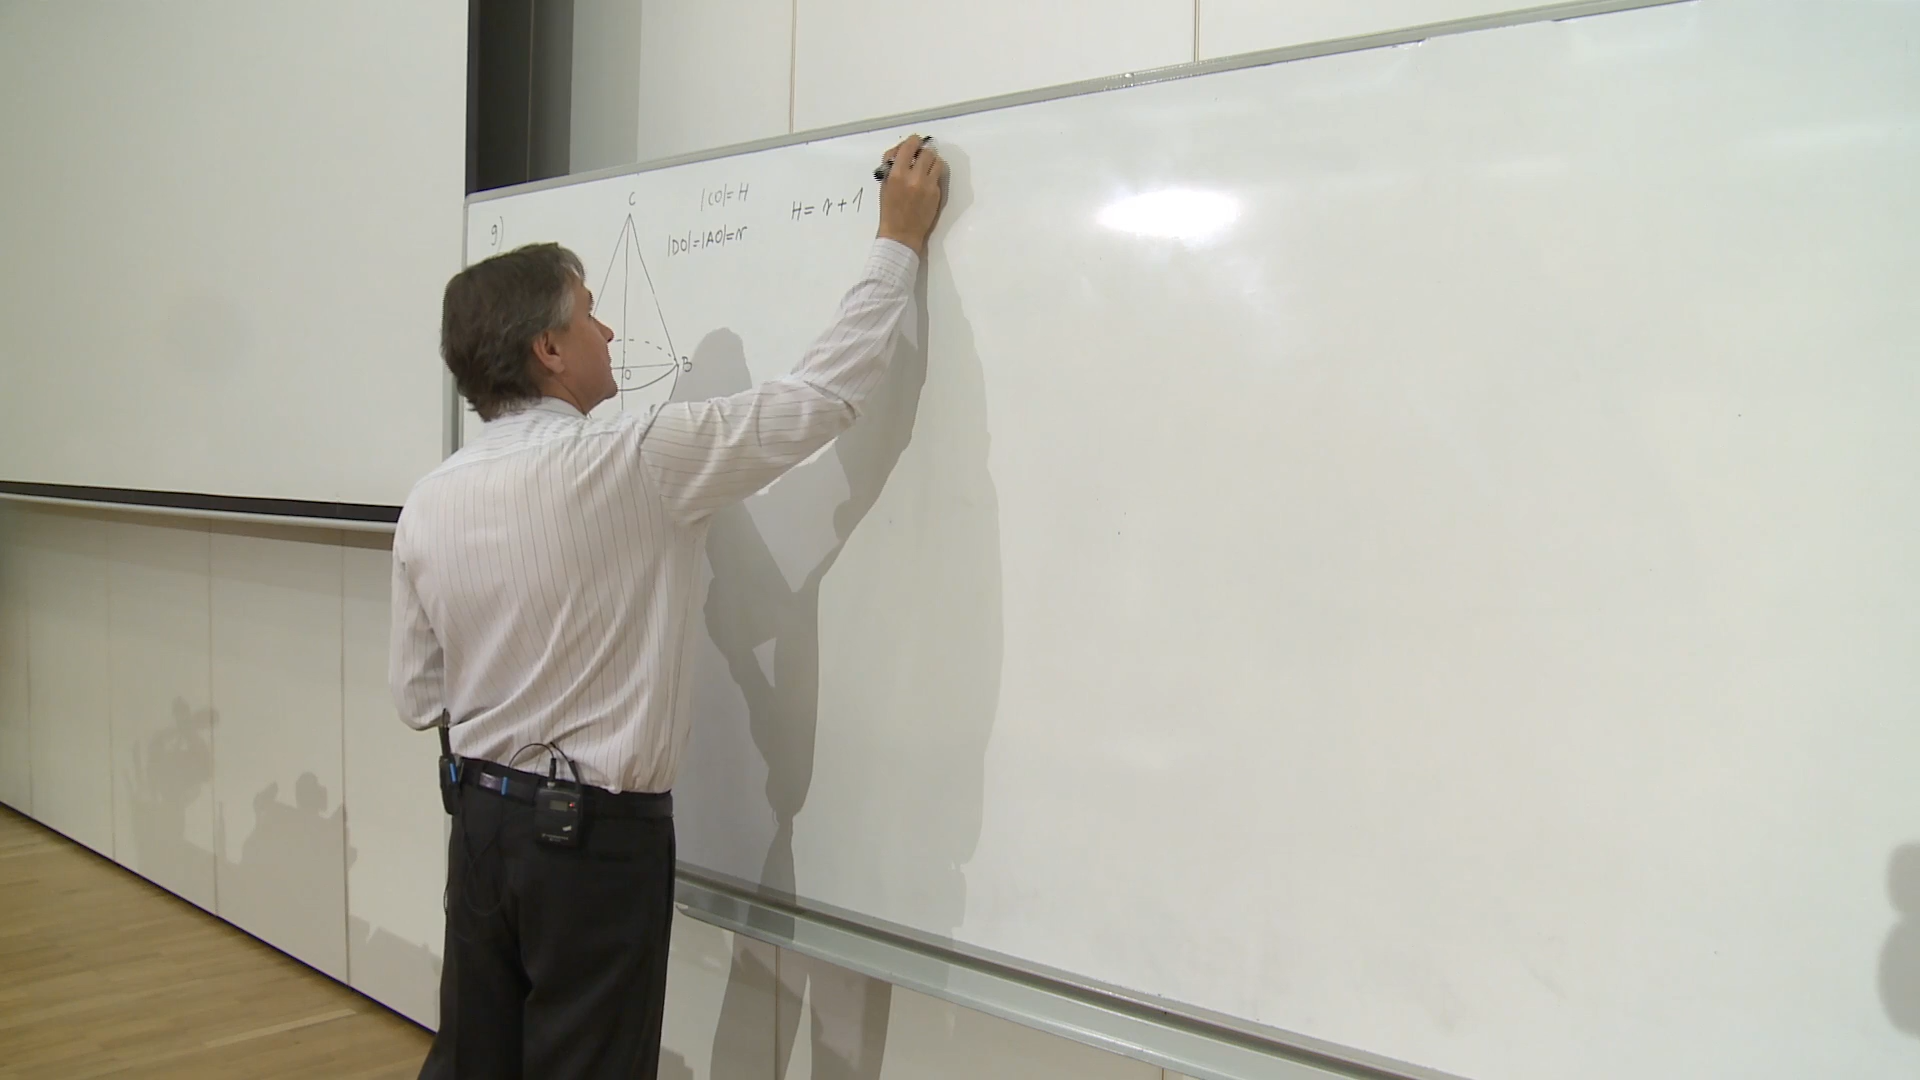 9)
C
|CO|= H
|DO|=|AO|=r
H= r + 1
B
O